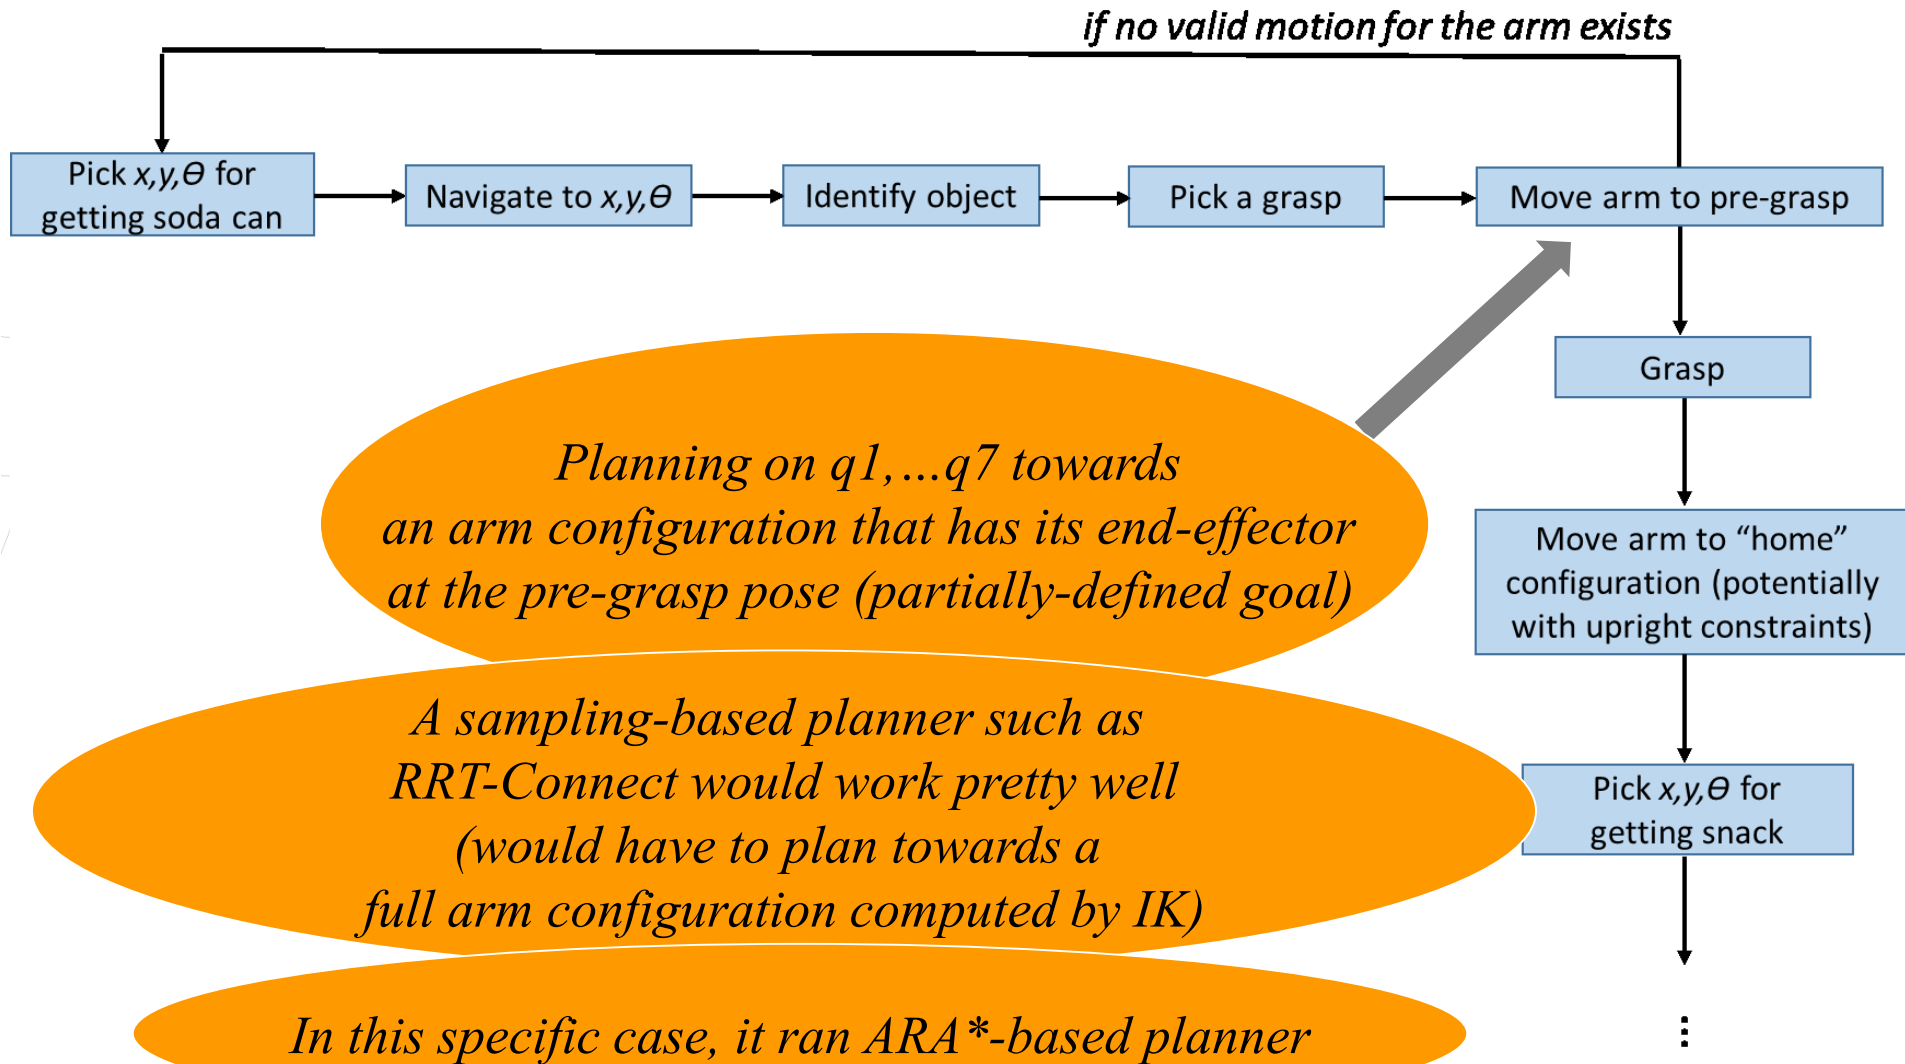 if no valid motion for the arm exists
Pick x,y,Θ for
getting soda can
Navigate to x,y,Θ
Identify object
Pick a grasp
Move arm to pre-grasp
Grasp
Planning on q1,...q7 towards
an arm configuration that has its end-effector
at the pre-grasp pose (partially-defined goal)
Move arm to “home”
configuration (potentially
with upright constraints)
A sampling-based planner such as
RRT-Connect would work pretty well
(would have to plan towards a
full arm configuration computed by IK)
Pick x,y,Θ for
getting snack
In this specific case, it ran ARA*-based planner
⋮